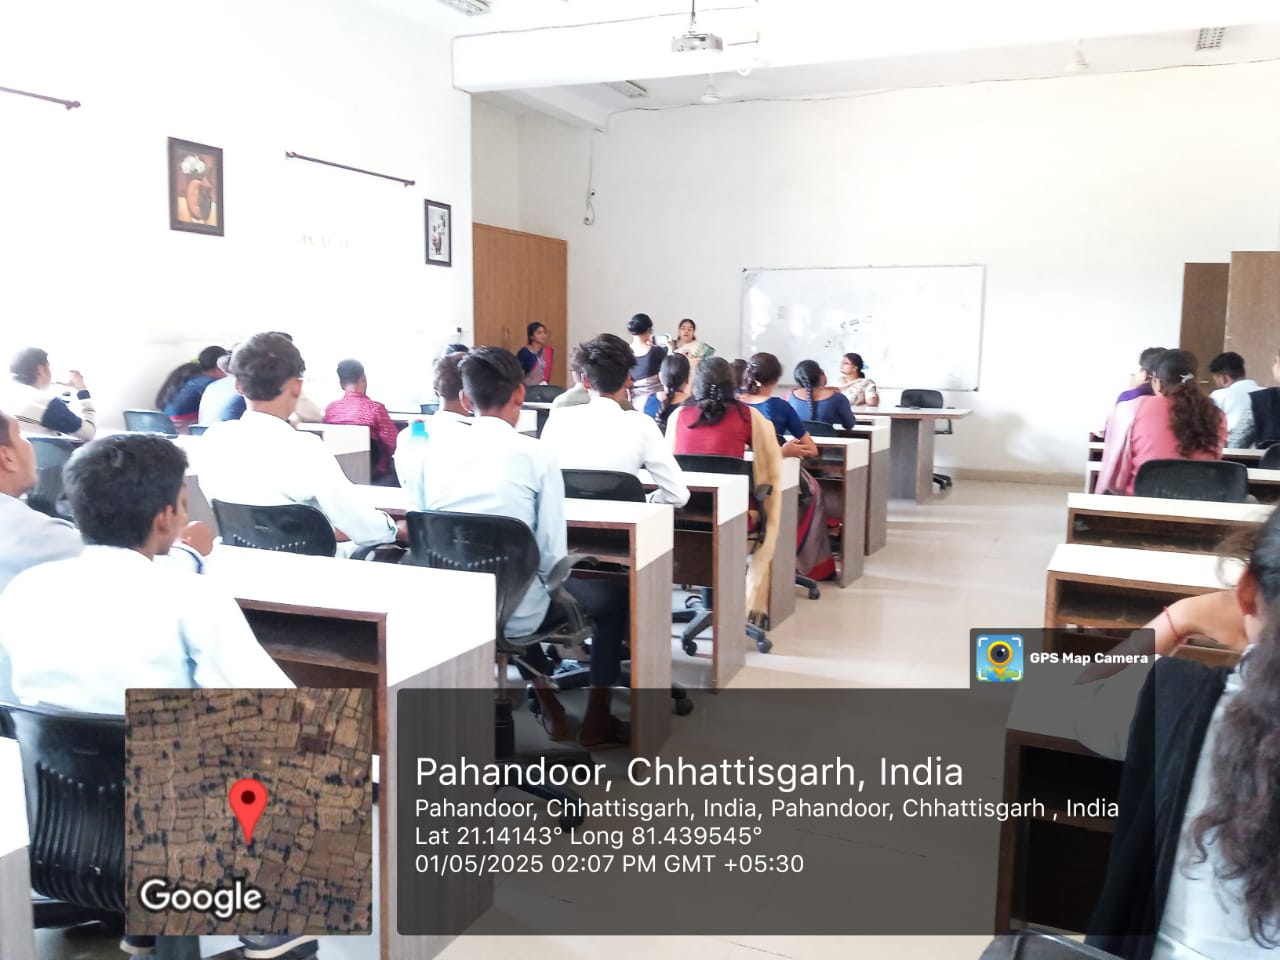 GPS Map Camera
Pahandoor, Chhattisgarh, India
Pahandoor, Chhattisgarh, India, Pahandoor, Chhattisgarh , India
Lat 21.14143° Long 81.439545°
01/05/2025 02:07 PM GMT +05:30
Google